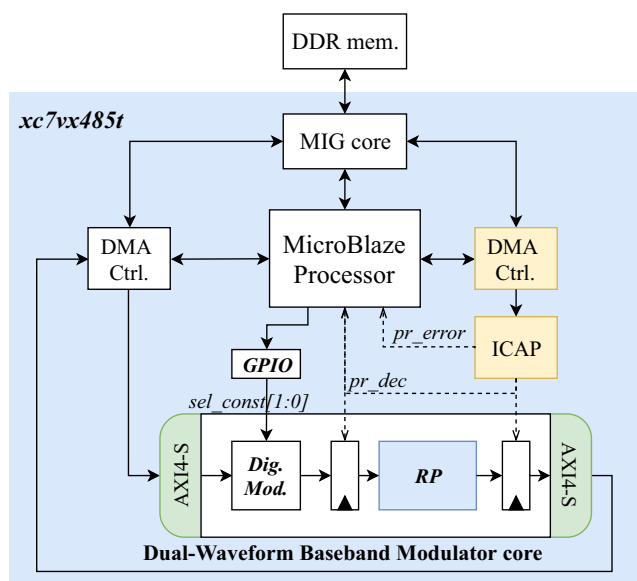 DDR mem.
xc7vx485t
MIG core
DMA
Ctrl.
MicroBlaze
Processor
DMA
Ctrl.
pr_error
ICAP
GPIO
pr_dec
sel_const[1:0]
AXI4-S
Dig.
Mod.
RP
AXI4-S
Dual-Waveform Baseband Modulator core